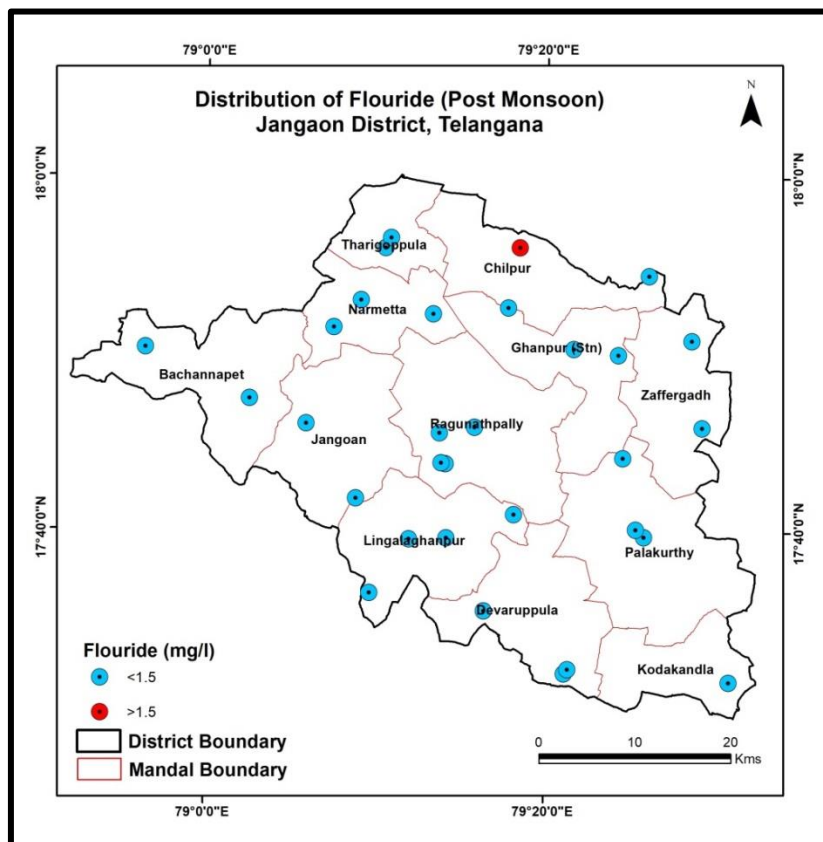 79°0'0"E
79°20'0"E
N
Distribution of Flouride (Post Monsoon)
Jangaon District, Telangana
18°0'0"N
18°0'0"N
Tharigoppula
Chilpur
Narmetta
Ghanpur (Stn)
Bachannapet
Zaffergadh
Jangoan
Ragunathpally
17°40'0"N
17°40'0"N
Lingalaghanpur
Palakurthy
Devaruppula
Kodakandla
Flouride (mg/l)
<1.5
>1.5
District Boundary
Mandal Boundary
0 10 20
Kms
79°0'0"E
79°20'0"E